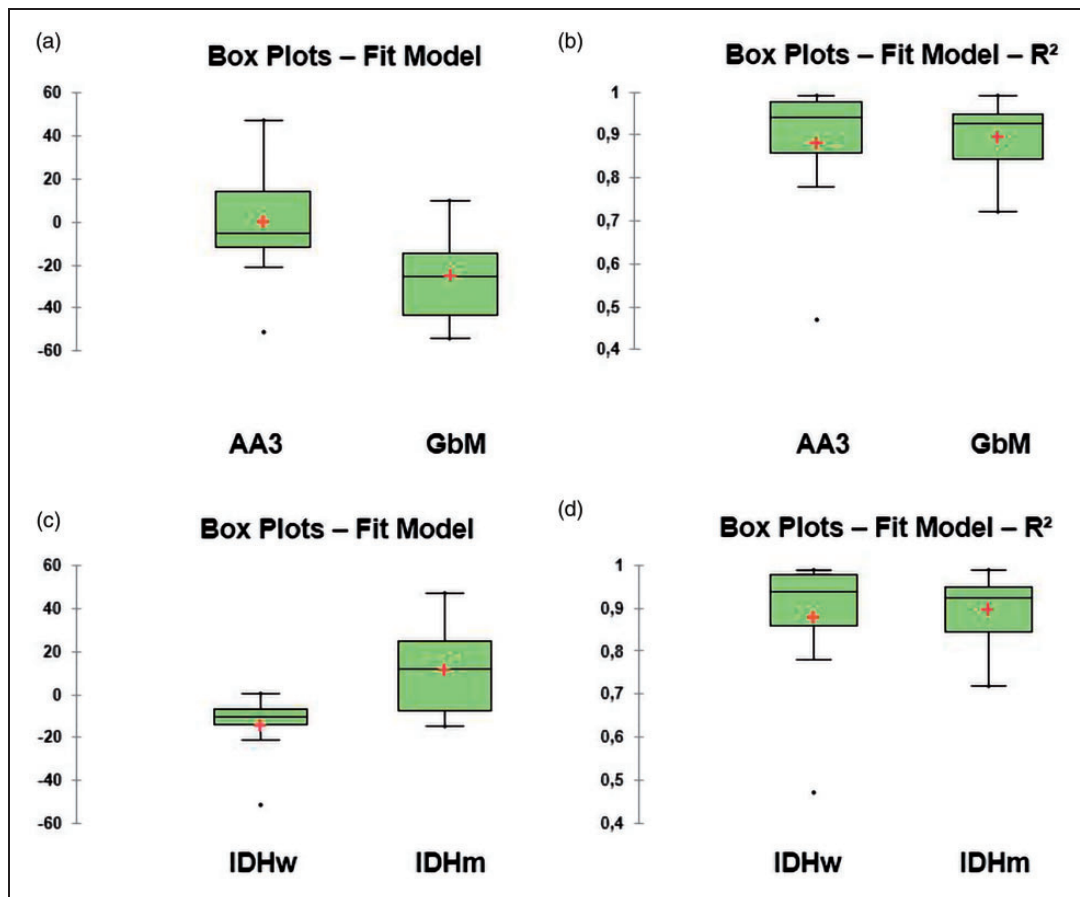 (a)
Box Plots – Fit Model
60
40
20
0
-20
-40
-60
AA3 GbM
(b)
Box Plots – Fit Model – R²
1
0,9
0,8
0,7
0,6
0,5
0,4
AA3 GbM
(c)
Box Plots – Fit Model
60
40
20
0
-20
-40
-60
IDHw IDHm
(d)
Box Plots – Fit Model – R²
1
0,9
0,8
0,7
0,6
0,5
0,4
IDHw IDHm